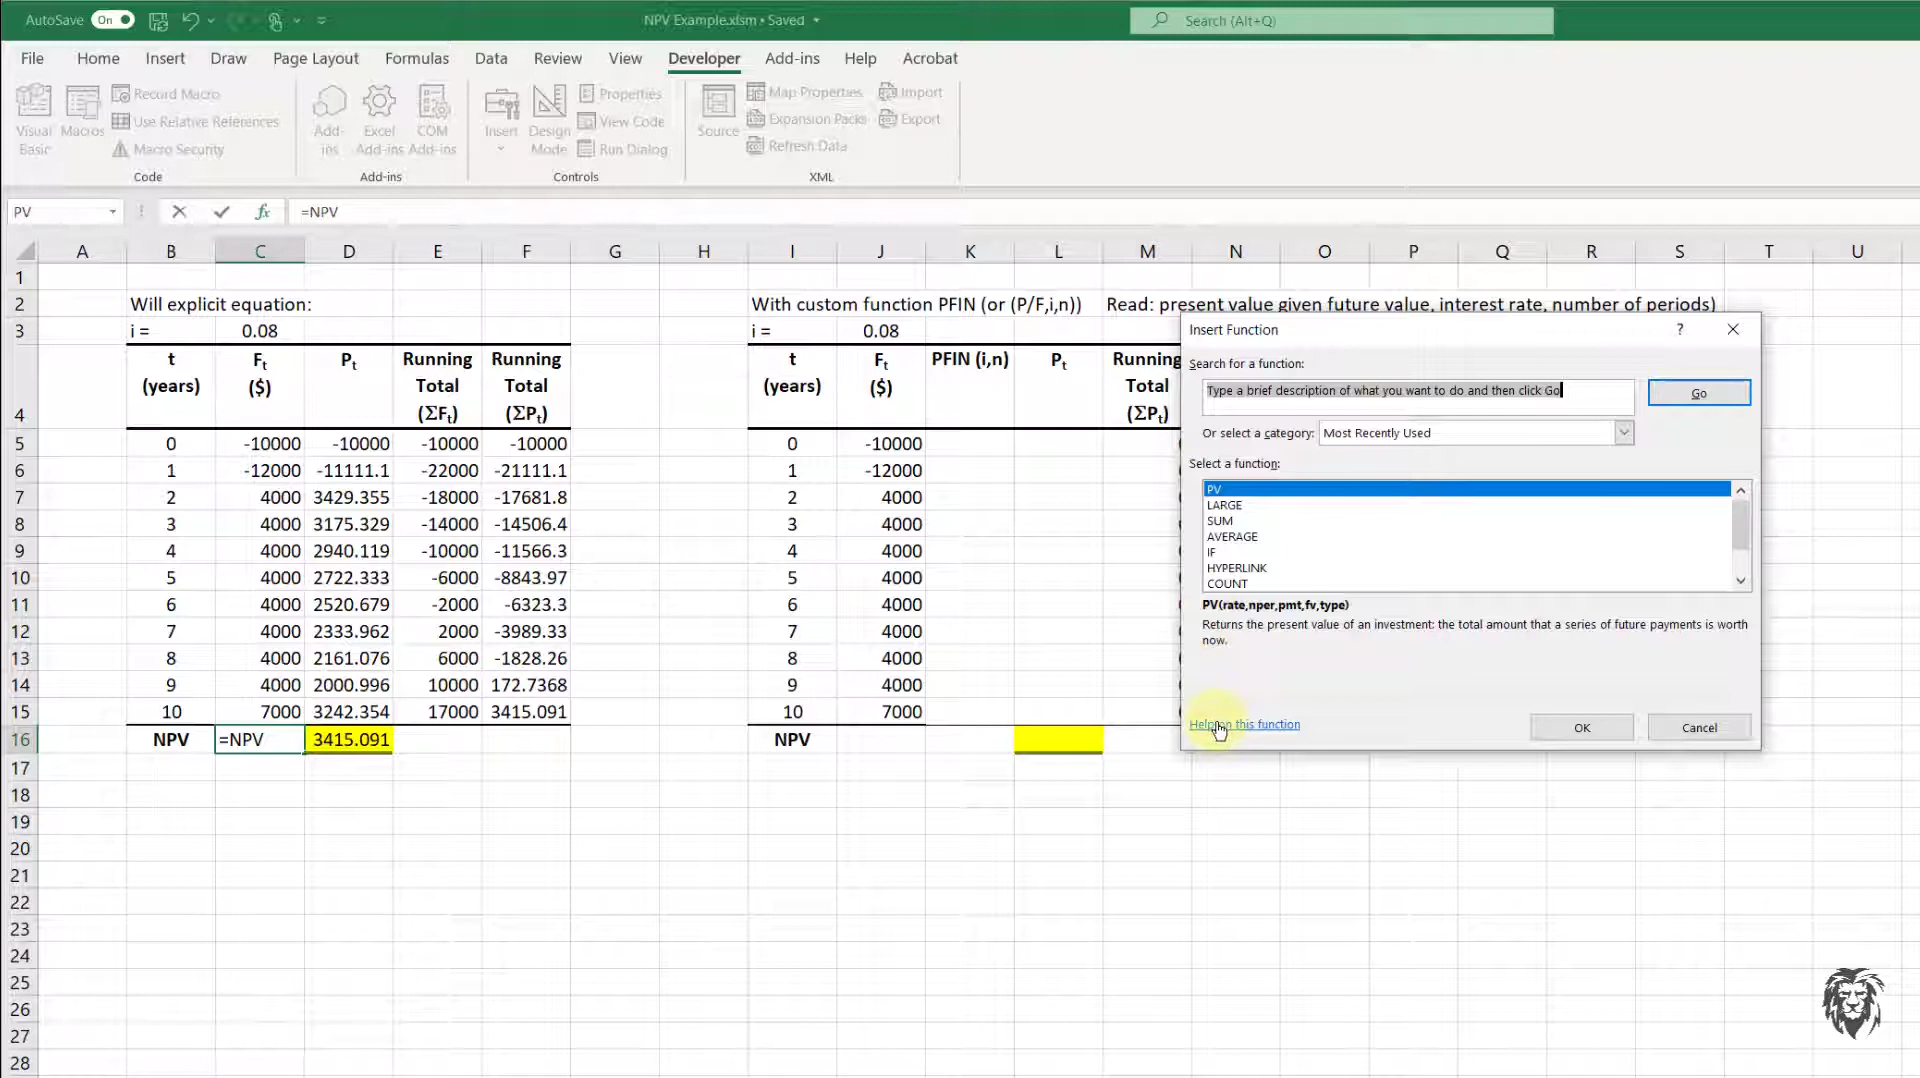 AutoSave On NPV Example.xlsm • Saved Search (Alt+Q)
File Home Insert Draw Page Layout Formulas Data Review View Developer Add-ins Help Acrobat
Visual Basic
Macros
Record Macro
Use Relative References
Macro Security
Code
Add-ins
Excel Add-ins
COM Add-ins
Add-ins
Insert
Design Mode
Properties
View Code
Run Dialog
Controls
Source
Map Properties
Expansion Packs
Refresh Data
Import
Export
XML
PV fx =NPV
A B C D E F G H I J K L M N O P Q R S T U
1
2 Will explicit equation: With custom function PFIN (or (P/F,i,n)) Read: present value given future value, interest rate, number of periods)
3 i = 0.08 i = 0.08
4 t (years) Ft ($) Pt Running Total (ΣFt) Running Total (ΣPt) t (years) Ft ($) PFIN (i,n) Pt Running Total (ΣPt)
5 0 -10000 -10000 -10000 -10000 0 -10000
6 1 -12000 -11111.1 -22000 -21111.1 1 -12000
7 2 4000 3429.355 -18000 -17681.8 2 4000
8 3 4000 3175.329 -14000 -14506.4 3 4000
9 4 4000 2940.119 -10000 -11566.3 4 4000
10 5 4000 2722.333 -6000 -8843.97 5 4000
11 6 4000 2520.679 -2000 -6323.3 6 4000
12 7 4000 2333.962 2000 -3989.33 7 4000
13 8 4000 2161.076 6000 -1828.26 8 4000
14 9 4000 2000.996 10000 172.7368 9 4000
15 10 7000 3242.354 17000 3415.091 10 7000
16 NPV =NPV 3415.091 NPV
17
18
19
20
21
22
23
24
25
26
27
28
Insert Function ?
Search for a function:
Type a brief description of what you want to do and then click Go
Go
Or select a category: Most Recently Used
Select a function:
PV
LARGE
SUM
AVERAGE
IF
HYPERLINK
COUNT
PV(rate,nper,pmt,fv,type)
Returns the present value of an investment: the total amount that a series of future payments is worth
now.
Help on this function
OK
Cancel